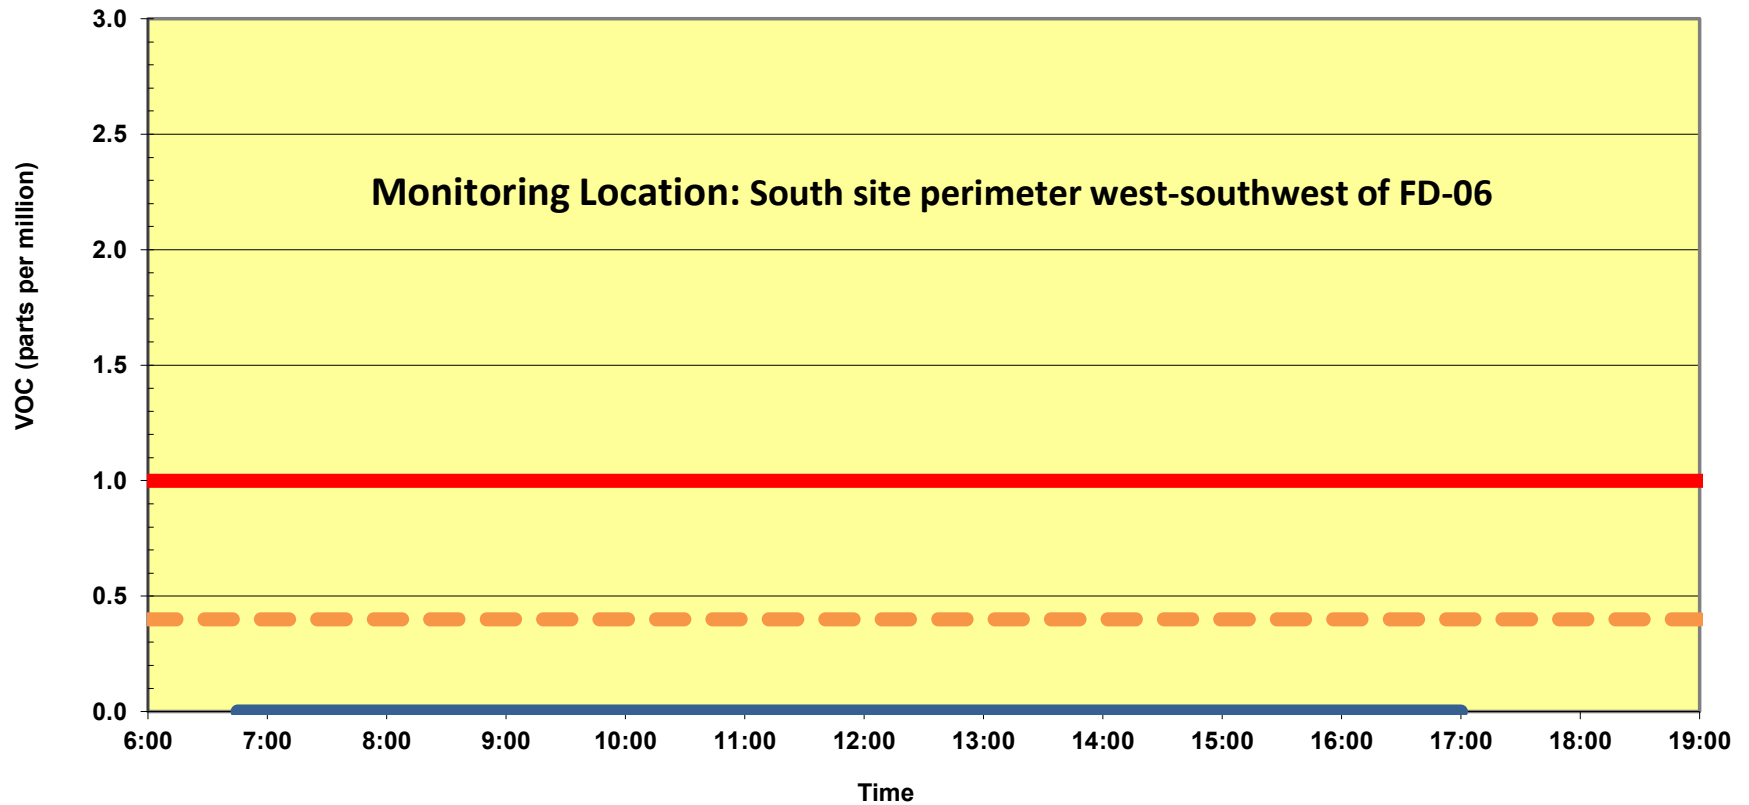 3.0
2.5
2.0
1.5
1.0
0.5
0.0
VOC (parts per million)
Monitoring Location: South site perimeter west-southwest of FD-06
6:00 7:00 8:00 9:00 10:00 11:00 12:00 13:00 14:00 15:00 16:00 17:00 18:00 19:00
Time